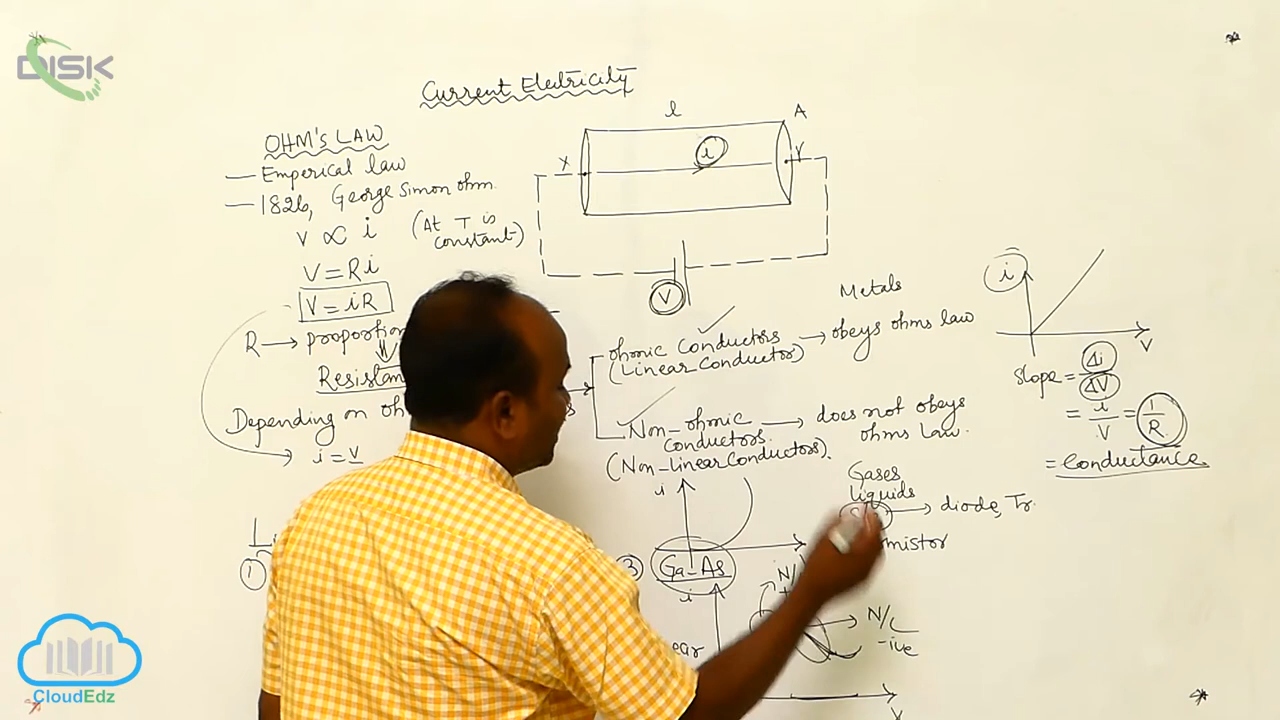 DISK
Current Electricity
OHM'S LAW
— Emperical law
— 1826, George Simon ohm.
V ∝ i (At T is constant)
V = Ri
V = iR
R → proportion
Resistan
Depending on oh
i = V
l
A
X
i
Y
V
Metals
ohmic conductors → obeys ohms law
(Linear Conductor)
Non-ohmic → does not obeys
conductors. ohms Law.
(Non-Linear Conductors).
Gases
liquids
→ diode, Tr.
mistor
i
V
Slope = Δi/ΔV
= i/V = 1/R
= Conductance
i
①
③ Ga-As
i
ear
N/
N/C
-ive
V
CloudEdz